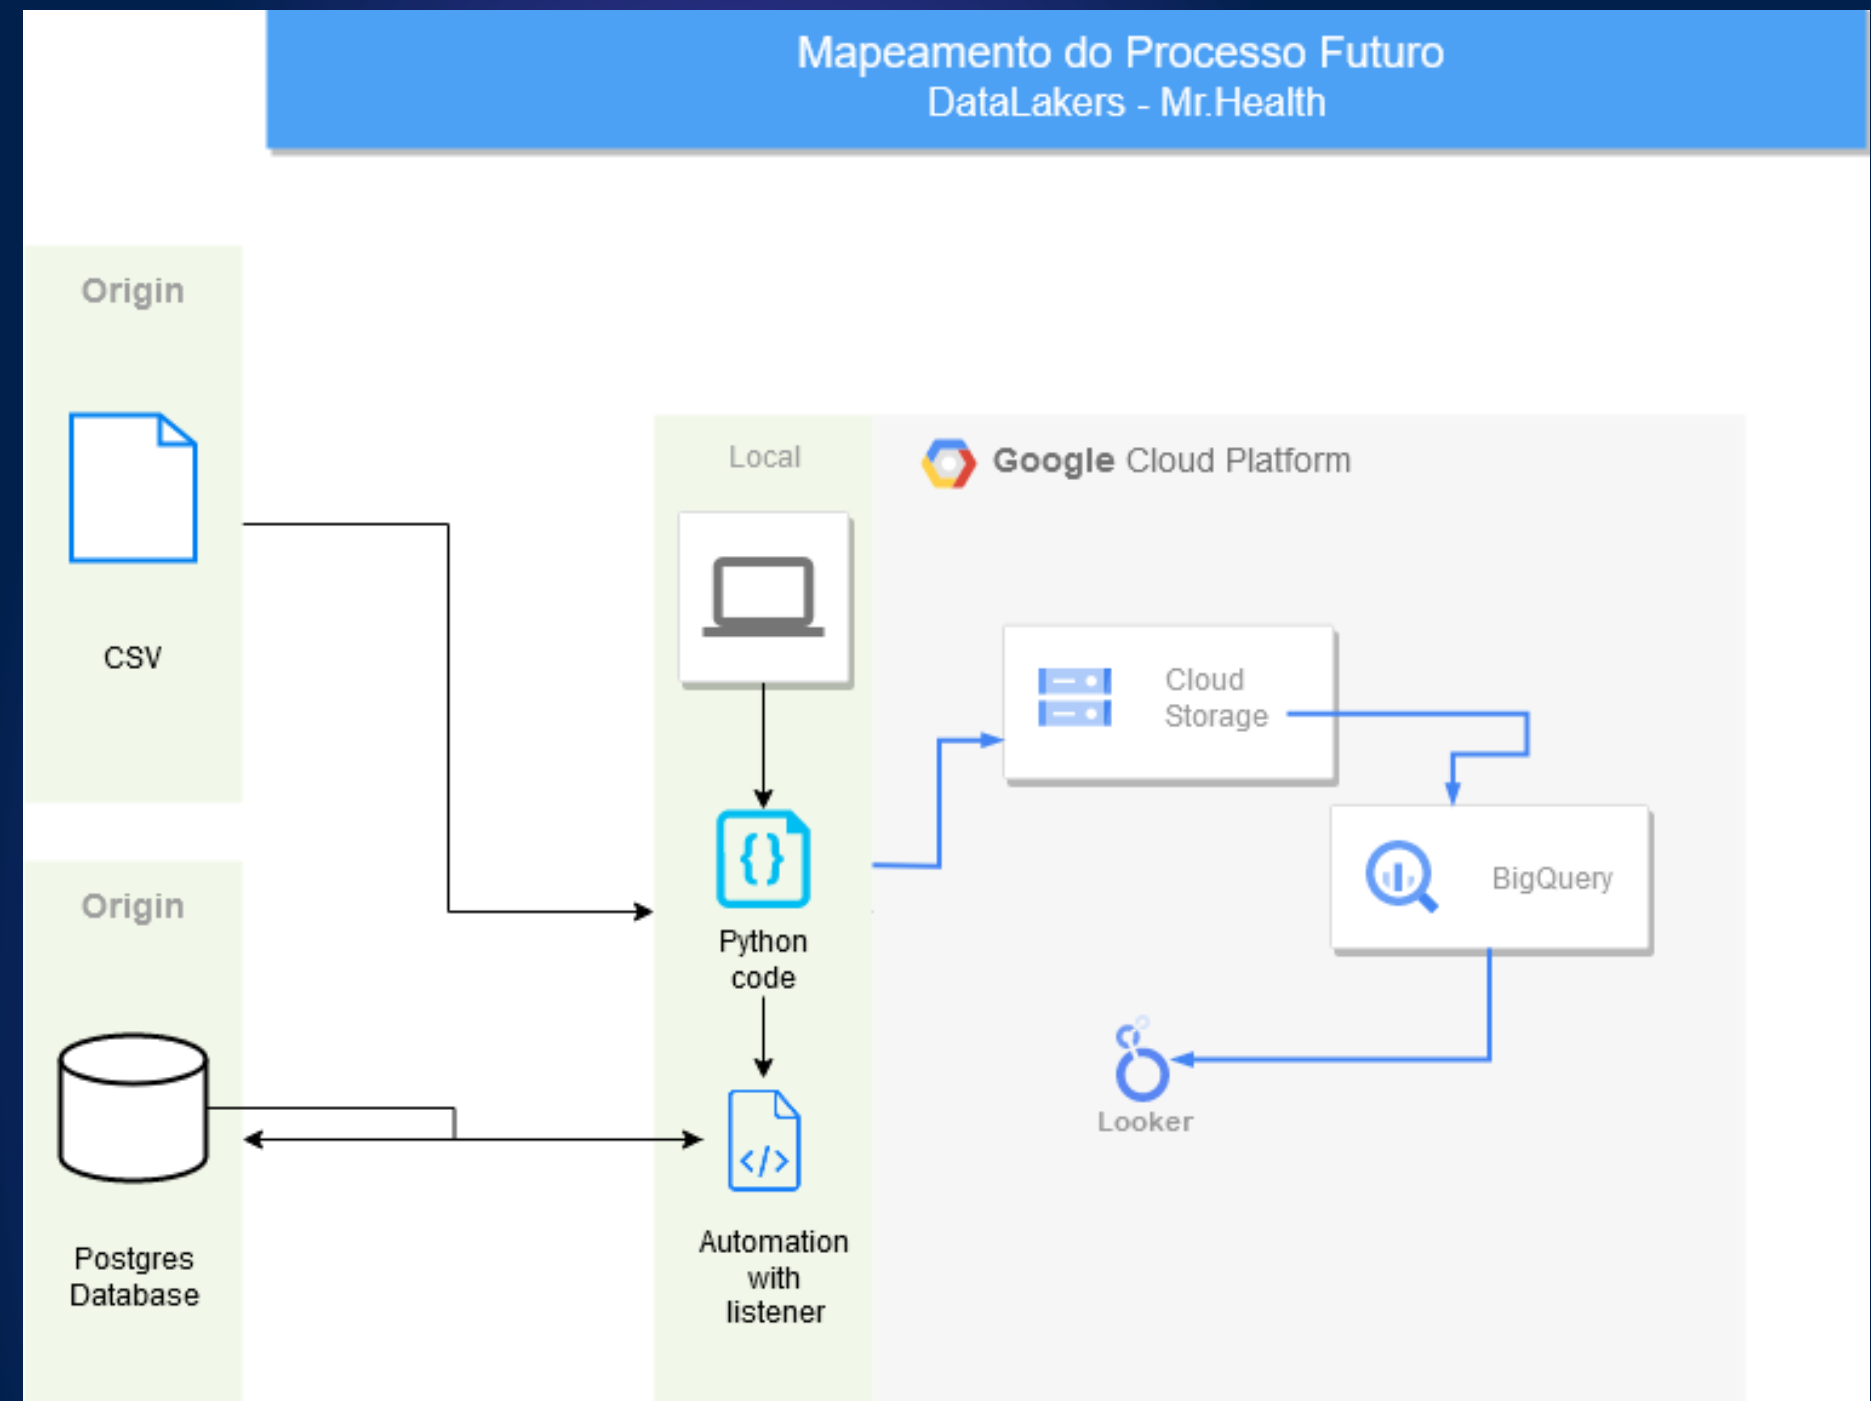 Mapeamento do Processo Futuro
DataLakers - Mr.Health
Origin
CSV
Origin
Postgres
Database
Local
Python
code
Automation
with
listener
Google Cloud Platform
Cloud
Storage
BigQuery
Looker